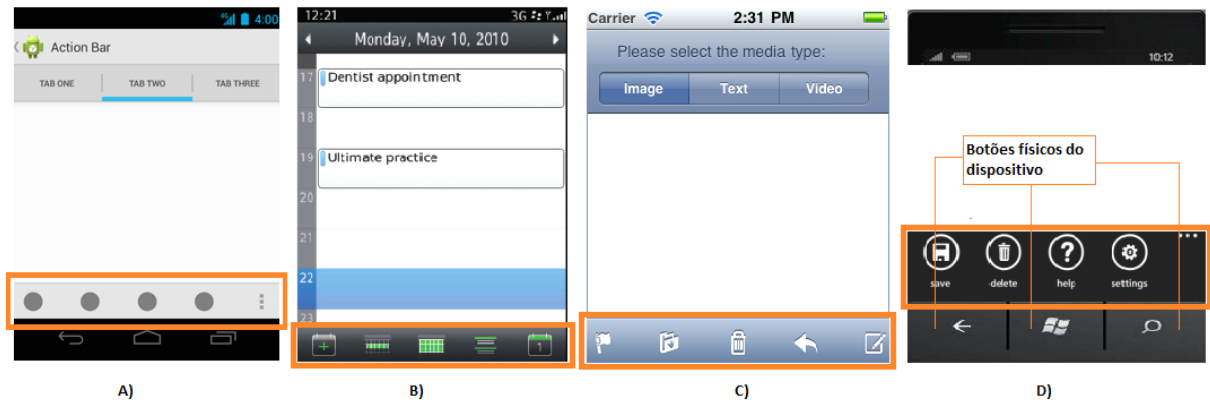 4G 4:00
Action Bar
TAB ONE TAB TWO TAB THREE
A)
12:21 3G
Monday, May 10, 2010
17 Dentist appointment
18
19 Ultimate practice
20
21
22
23
1
B)
Carrier 2:31 PM
Please select the media type:
Image Text Video
C)
10:12
Botões físicos do
dispositivo
save delete help settings
D)